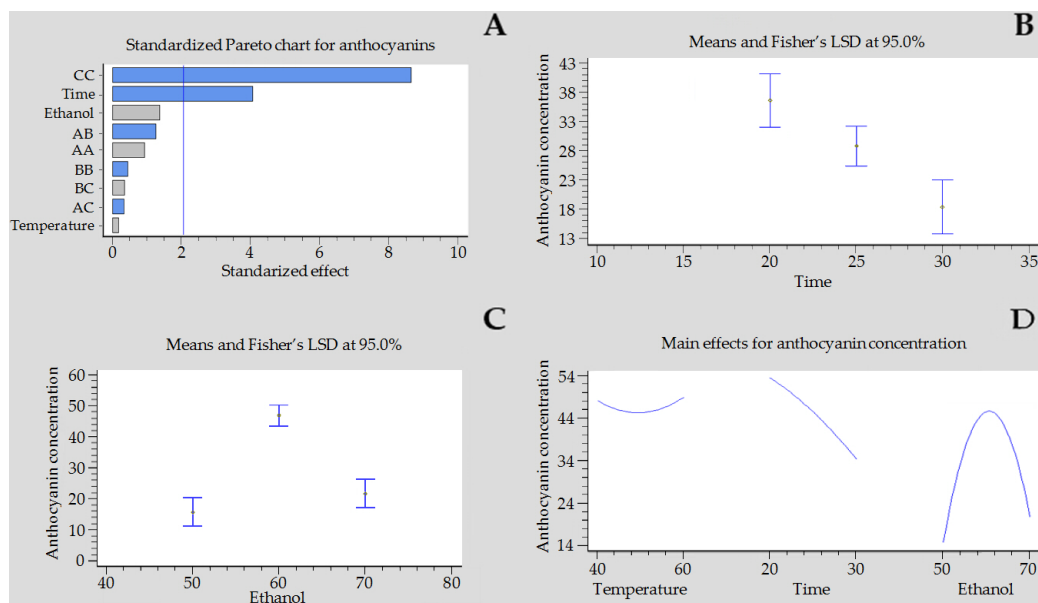 A
Standardized Pareto chart for anthocyanins
CC
Time
Ethanol
AB
AA
BB
BC
AC
Temperature
0 2 4 6 8 10
Standarized effect
B
Means and Fisher's LSD at 95.0%
Anthocyanin concentration
43
38
33
28
23
18
13
10 15 20 25 30 35
Time
C
Means and Fisher's LSD at 95.0%
Anthocyanin concentration
60
50
40
30
20
10
0
40 50 60 70 80
Ethanol
D
Main effects for anthocyanin concentration
Anthocyanin concentration
54
44
34
24
14
40 60 20 30 50 70
Temperature Time Ethanol